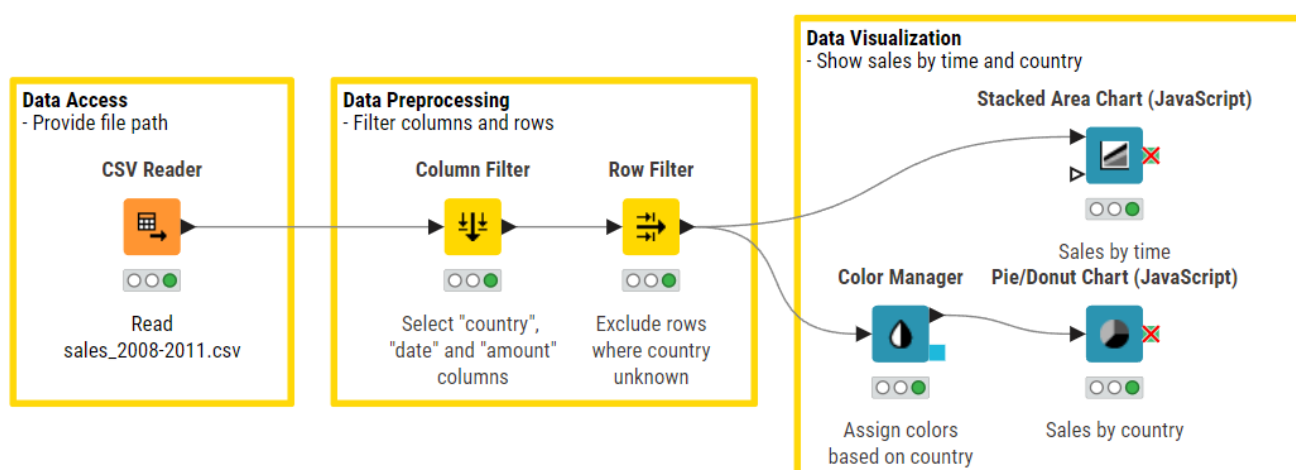 Data Access
- Provide file path
CSV Reader
Read
sales_2008-2011.csv
Data Preprocessing
- Filter columns and rows
Column Filter
Select "country",
"date" and "amount"
columns
Row Filter
Exclude rows
where country
unknown
Data Visualization
- Show sales by time and country
Stacked Area Chart (JavaScript)
Sales by time
Color Manager
Assign colors
based on country
Pie/Donut Chart (JavaScript)
Sales by country